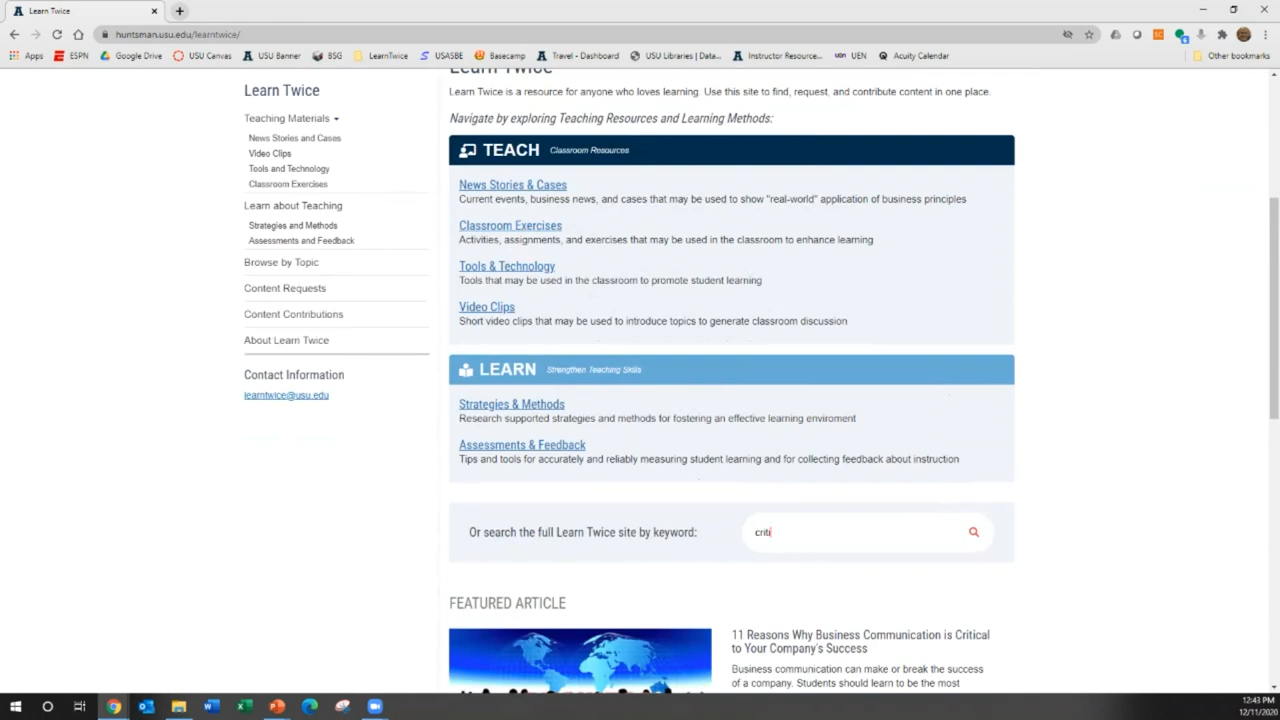 Learn Twice
huntsman.usu.edu/learntwice/
Apps ESPN Google Drive USU Canvas USU Banner BSG LearnTwice USASBE Basecamp Travel - Dashboard USU Libraries | Data... Instructor Resource... UEN Acuity Calendar Other bookmarks
Learn Twice
Teaching Materials
News Stories and Cases
Video Clips
Tools and Technology
Classroom Exercises
Learn about Teaching
Strategies and Methods
Assessments and Feedback
Browse by Topic
Content Requests
Content Contributions
About Learn Twice
Contact Information
learntwice@usu.edu
Learn Twice
Learn Twice is a resource for anyone who loves learning. Use this site to find, request, and contribute content in one place.
Navigate by exploring Teaching Resources and Learning Methods:
TEACH Classroom Resources
News Stories & Cases
Current events, business news, and cases that may be used to show "real-world" application of business principles
Classroom Exercises
Activities, assignments, and exercises that may be used in the classroom to enhance learning
Tools & Technology
Tools that may be used in the classroom to promote student learning
Video Clips
Short video clips that may be used to introduce topics to generate classroom discussion
LEARN Strengthen Teaching Skills
Strategies & Methods
Research supported strategies and methods for fostering an effective learning enviroment
Assessments & Feedback
Tips and tools for accurately and reliably measuring student learning and for collecting feedback about instruction
Or search the full Learn Twice site by keyword: criti
FEATURED ARTICLE
11 Reasons Why Business Communication is Critical
to Your Company's Success
Business communication can make or break the success
of a company. Students should learn to be the most
12:43 PM
12/11/2020